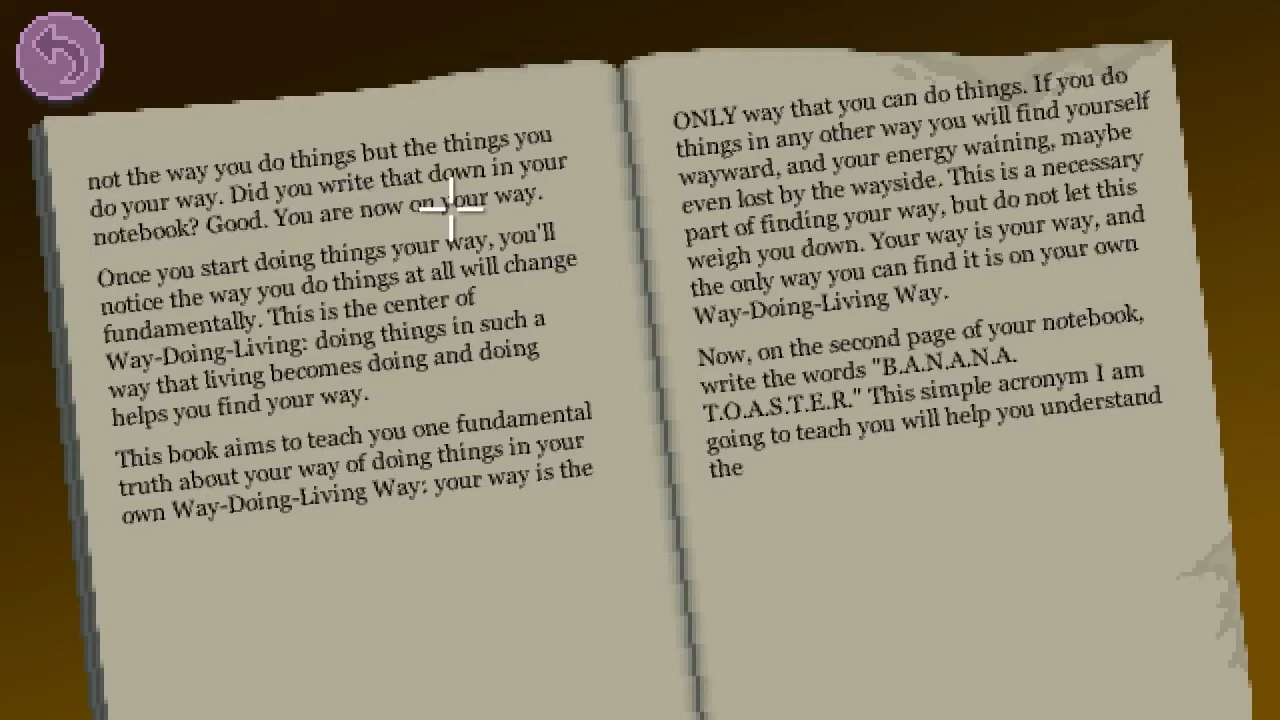 not the way you do things but the things you
do your way. Did you write that down in your
notebook? Good. You are now on your way.
Once you start doing things your way, you'll
notice the way you do things at all will change
fundamentally. This is the center of
Way-Doing-Living: doing things in such a
way that living becomes doing and doing
helps you find your way.
This book aims to teach you one fundamental
truth about your way of doing things in your
own Way-Doing-Living Way: your way is the
ONLY way that you can do things. If you do
things in any other way you will find yourself
wayward, and your energy waining, maybe
even lost by the wayside. This is a necessary
part of finding your way, but do not let this
weigh you down. Your way is your way, and
the only way you can find it is on your own
Way-Doing-Living Way.
Now, on the second page of your notebook,
write the words "B.A.N.A.N.A.
T.O.A.S.T.E.R." This simple acronym I am
going to teach you will help you understand
the